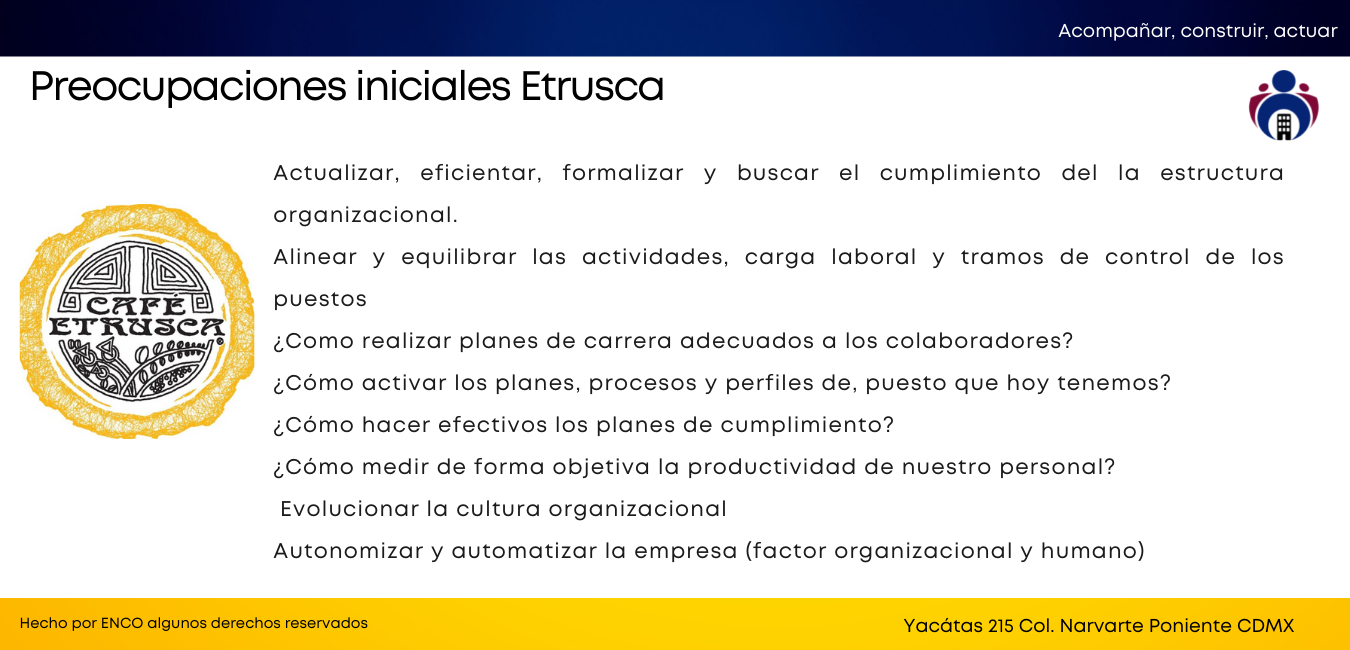 Acompañar, construir, actuar
Preocupaciones iniciales Etrusca
Actualizar, eficientar, formalizar y buscar el cumplimiento del la estructura
organizacional.
Alinear y equilibrar las actividades, carga laboral y tramos de control de los
puestos
¿Como realizar planes de carrera adecuados a los colaboradores?
¿Cómo activar los planes, procesos y perfiles de, puesto que hoy tenemos?
¿Cómo hacer efectivos los planes de cumplimiento?
¿Cómo medir de forma objetiva la productividad de nuestro personal?
Evolucionar la cultura organizacional
Autonomizar y automatizar la empresa (factor organizacional y humano)
CAFÉ
ETRUSCA
Hecho por ENCO algunos derechos reservados
Yacátas 215 Col. Narvarte Poniente CDMX